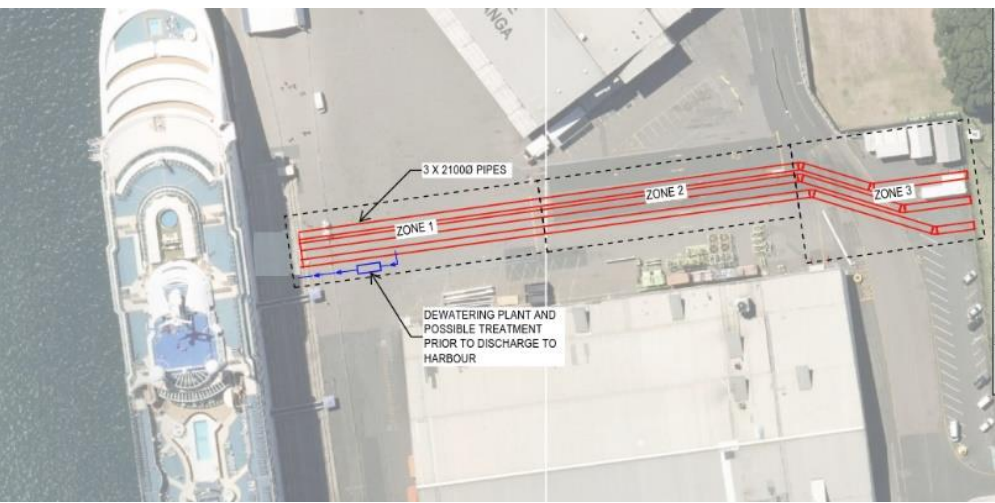 ANGA
3 X 2100Ø PIPES
ZONE 1
ZONE 2
ZONE 3
DEWATERING PLANT AND
POSSIBLE TREATMENT
PRIOR TO DISCHARGE TO
HARBOUR